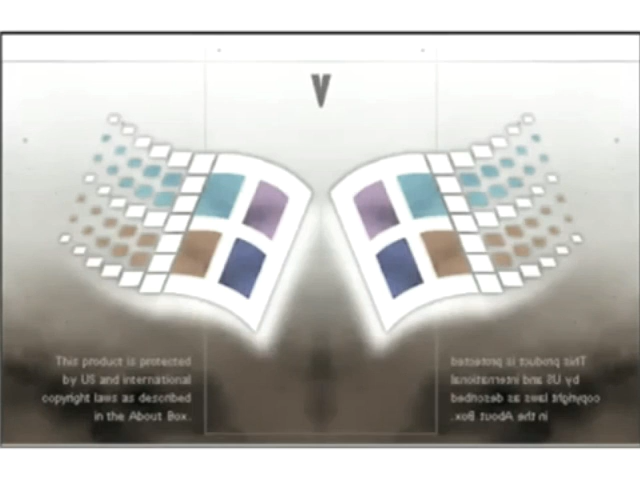 V
This product is protected
by US and international
copyright laws as described
in the About Box.
This product is protected
by US and international
copyright laws as described
in the About Box.